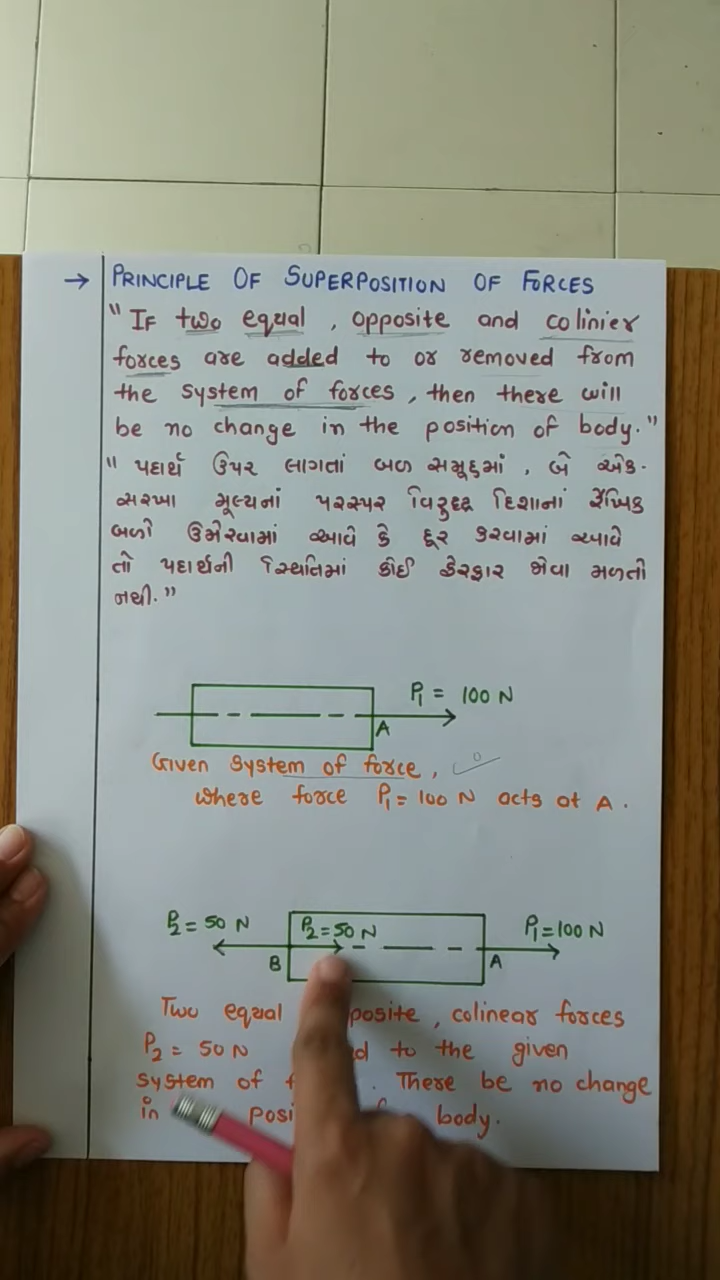 → PRINCIPLE OF SUPERPOSITION OF FORCES
"IF two equal, opposite and colinier
forces are added to or removed from
the system of forces, then there will
be no change in the position of body."
" પદાર્થ ઉપર લાગતાં બળ સમૂહમાં, બે એક-
સરખા મૂલ્યનાં પરસ્પર વિરુદ્ધ દિશાનાં રૈખિક
બળો ઉમેરવામાં આવે કે દૂર કરવામાં આવે
તો પદાર્થની સ્થિતિમાં કોઈ ફેરફાર જોવા મળતો
નથી."
P₁ = 100 N
A
Given system of force,
where force P₁ = 100 N acts at A.
P₂ = 50 N P₂ = 50 N P₁ = 100 N
B A
Two equal posite, colinear forces
P₂ = 50 N d to the given
system of f . There be no change
in posi body.